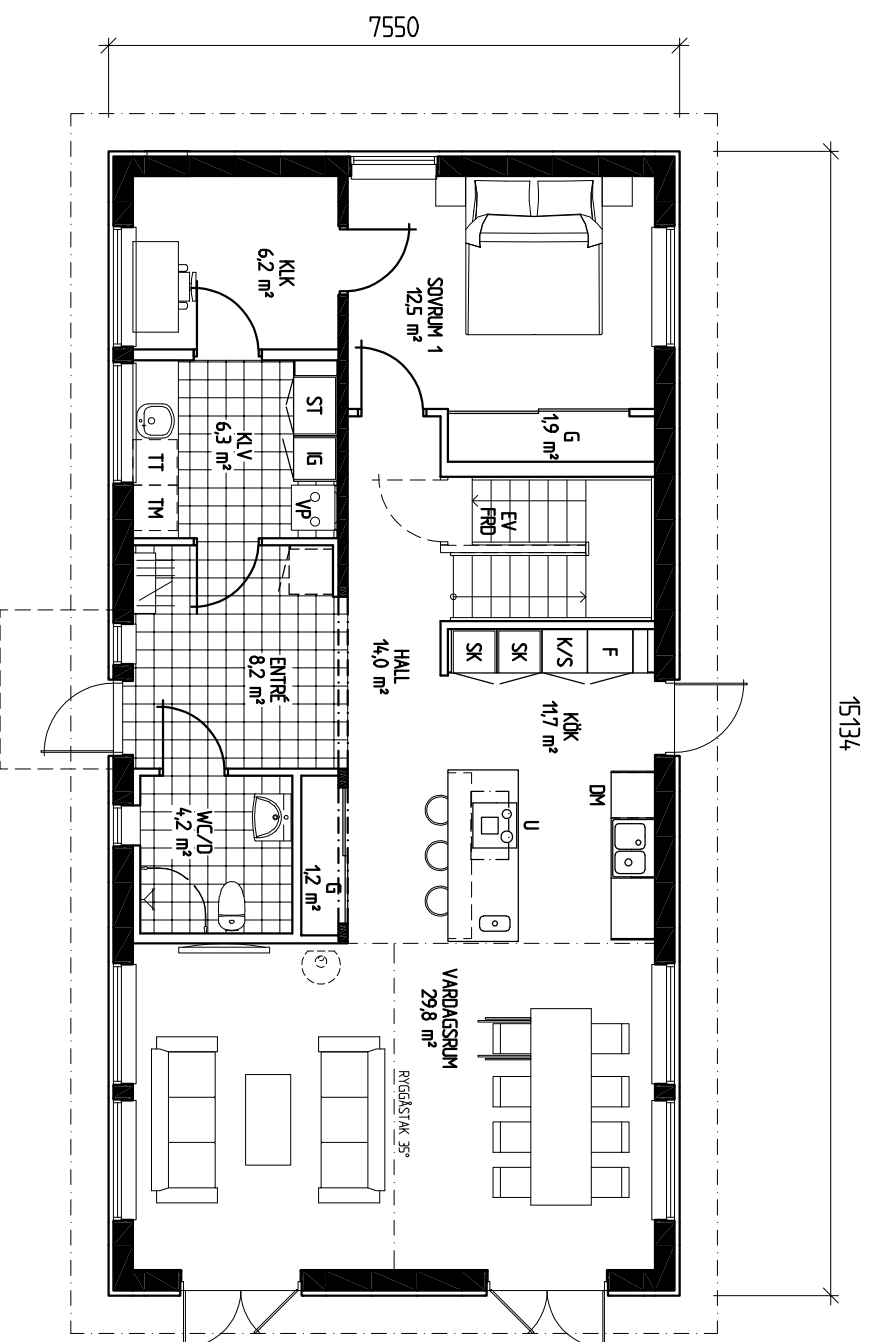 7550
15134
KLK
6,2 m²
SOVRUM 1
12,5 m²
G
1,9 m²
KLV
6,3 m²
ST
IG
VP
TT
TM
EV
FRD
HALL
14,0 m²
ENTRÉ
8,2 m²
SK
SK
K/S
F
KÖK
11,7 m²
DM
U
WC/D
4,2 m²
G
1,2 m²
VARDAGSRUM
29,8 m²
RYGGÅSTAK 35°